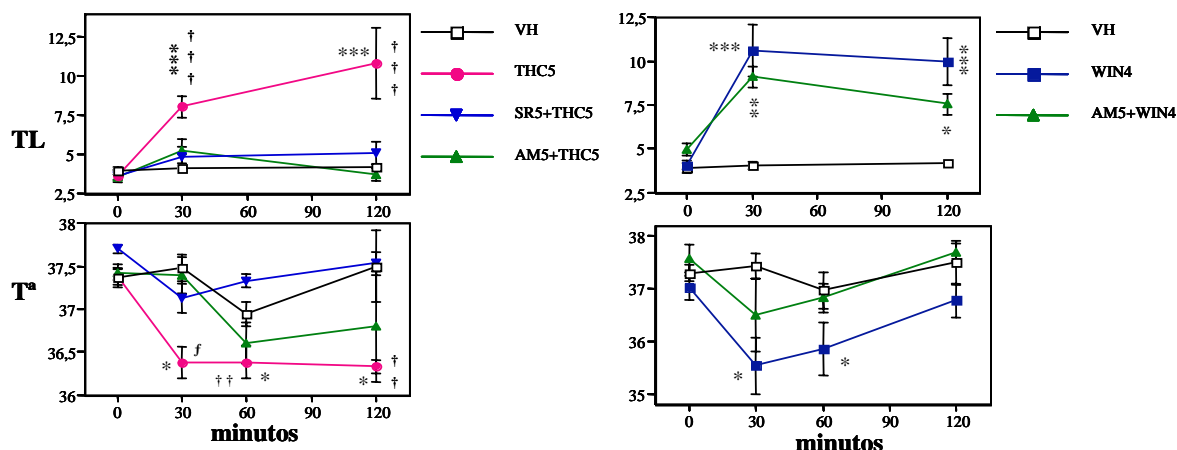 12,5
10
7,5
5
2,5
TL
***
†
†
†
***
†
†
†
0 30 60 90 120
VH
THC5
SR5+THC5
AM5+THC5
12,5
10
7,5
5
2,5
***
**
***
*
0 30 60 90 120
VH
WIN4
AM5+WIN4
38
37,5
37
36,5
36
Tª
* ƒ
†† *
* †
†
0 30 60 90 120
minutos
38
37
36
35
* *
0 30 60 90 120
minutos